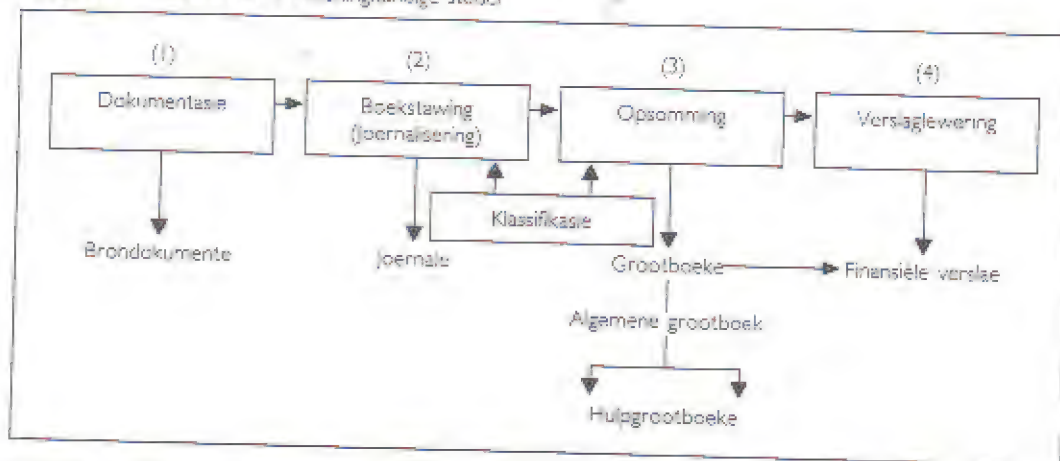 (1) (2) (3) (4)
Dokumentasie
Boekstawing
(Joernalisering)
Opsomming
Verslaglewering
Klassifikasie
Brondokumente
Joernale
Grootboeke
Finansiële verslae
Algemene grootboek
Hulpgrootboeke